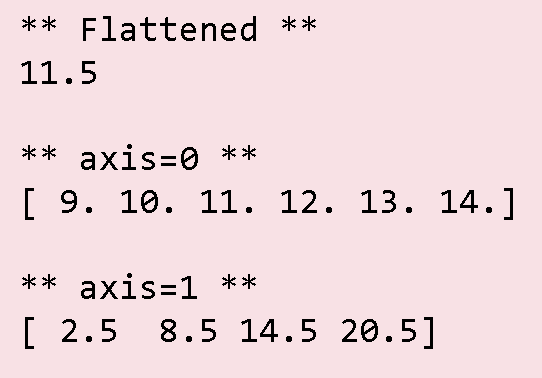 ** Flattened **
11.5
** axis=0 **
[ 9. 10. 11. 12. 13. 14.]
** axis=1 **
[ 2.5  8.5 14.5 20.5]